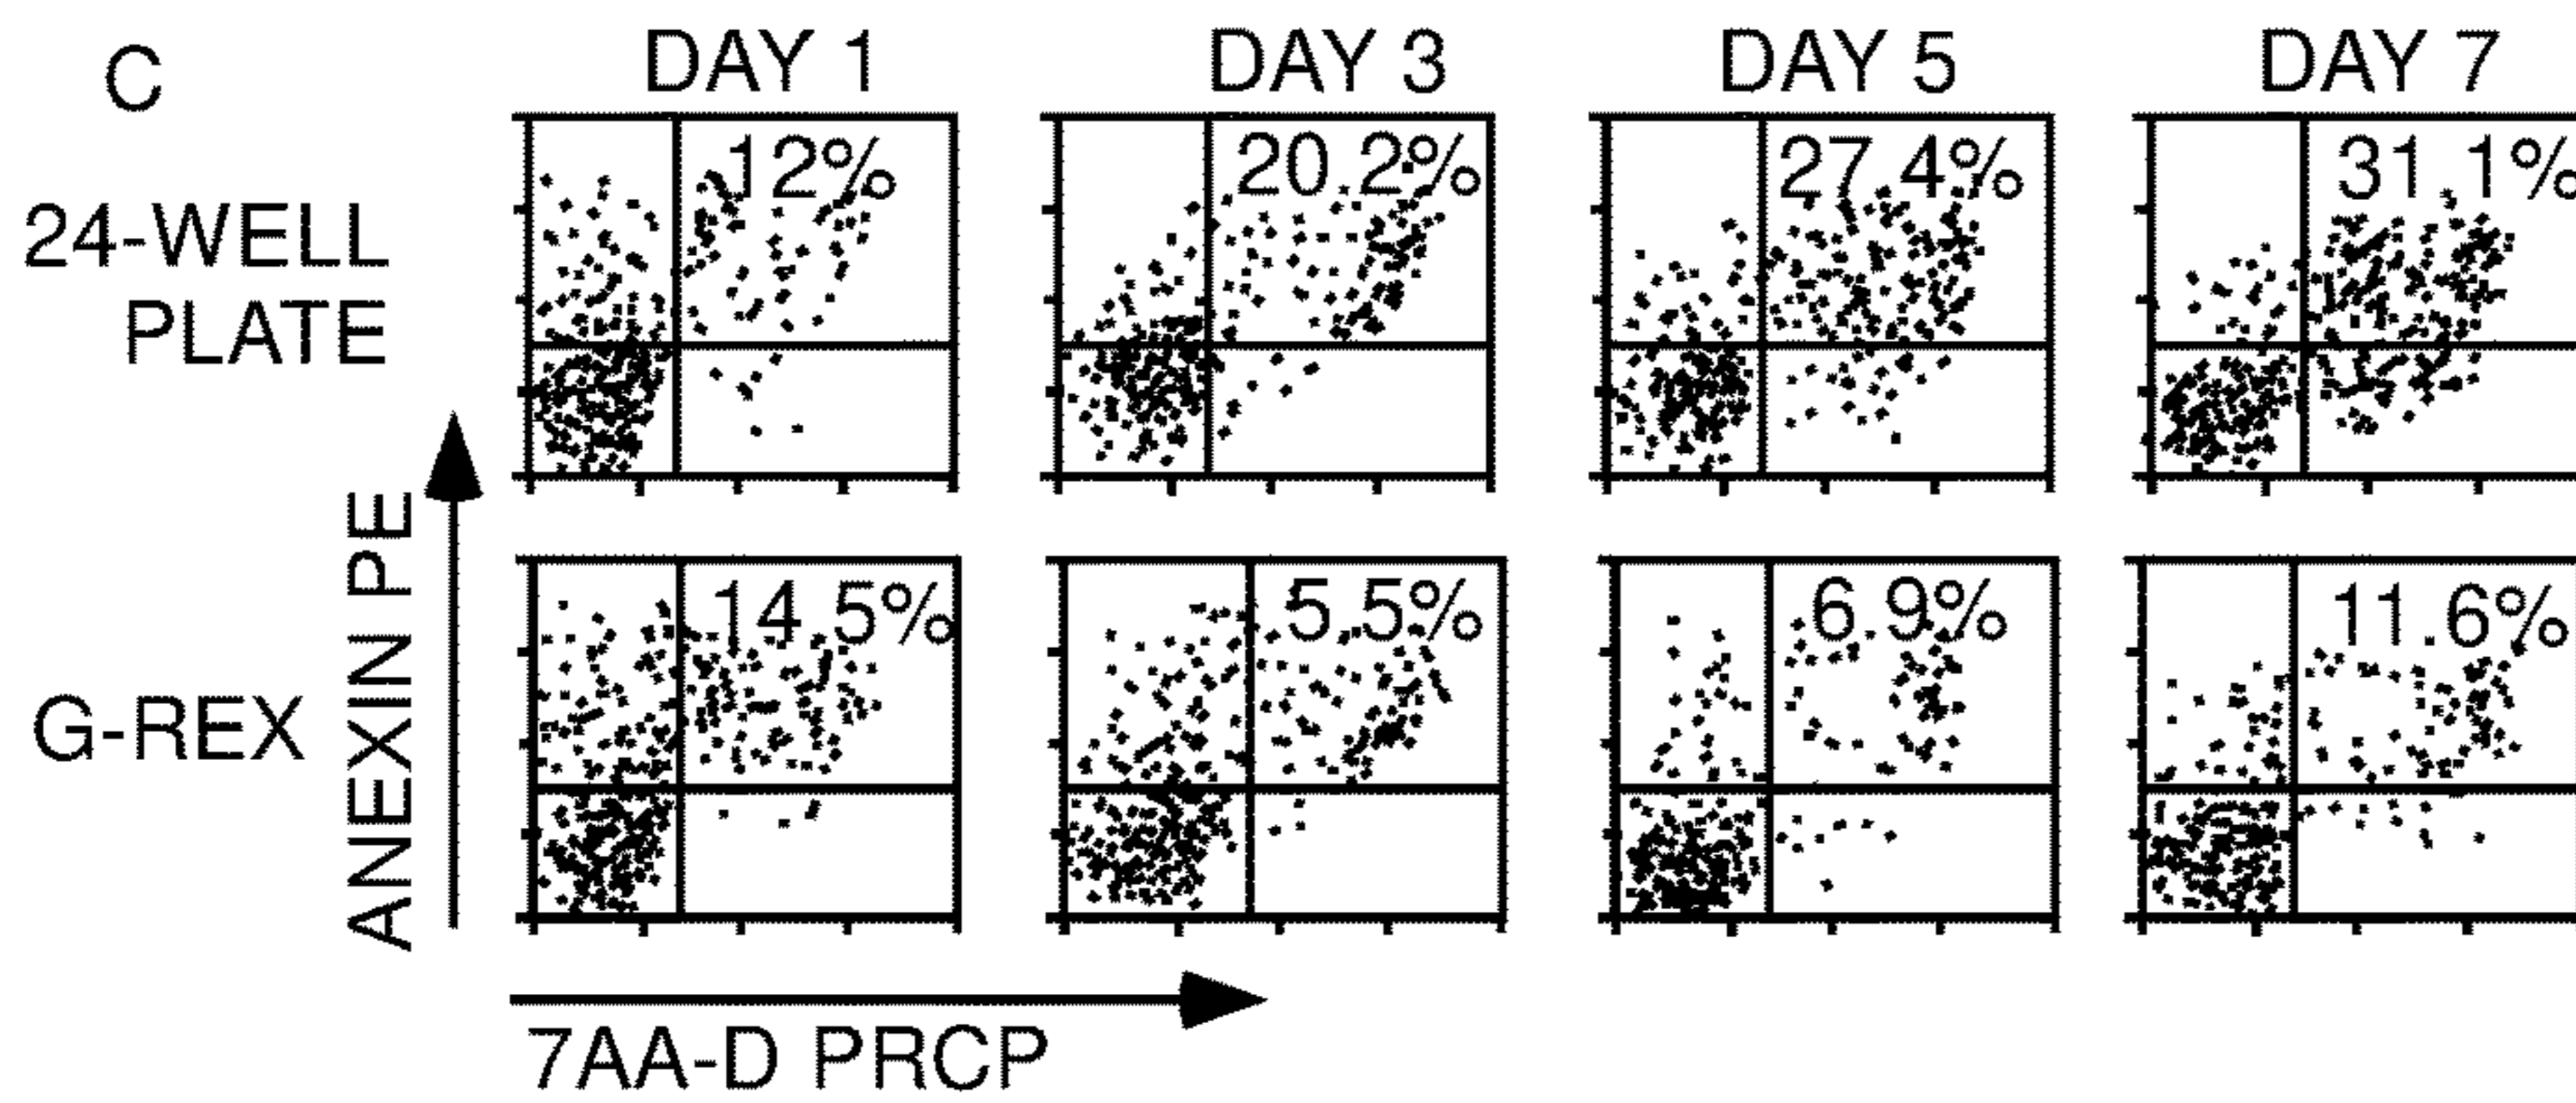 C
DAY 1 DAY 3 DAY 5 DAY 7
24-WELL
PLATE
12% 20.2% 27.4% 31.1%
ANEXIN PE
G-REX
14.5% 5.5% 6.9% 11.6%
7AA-D PRCP